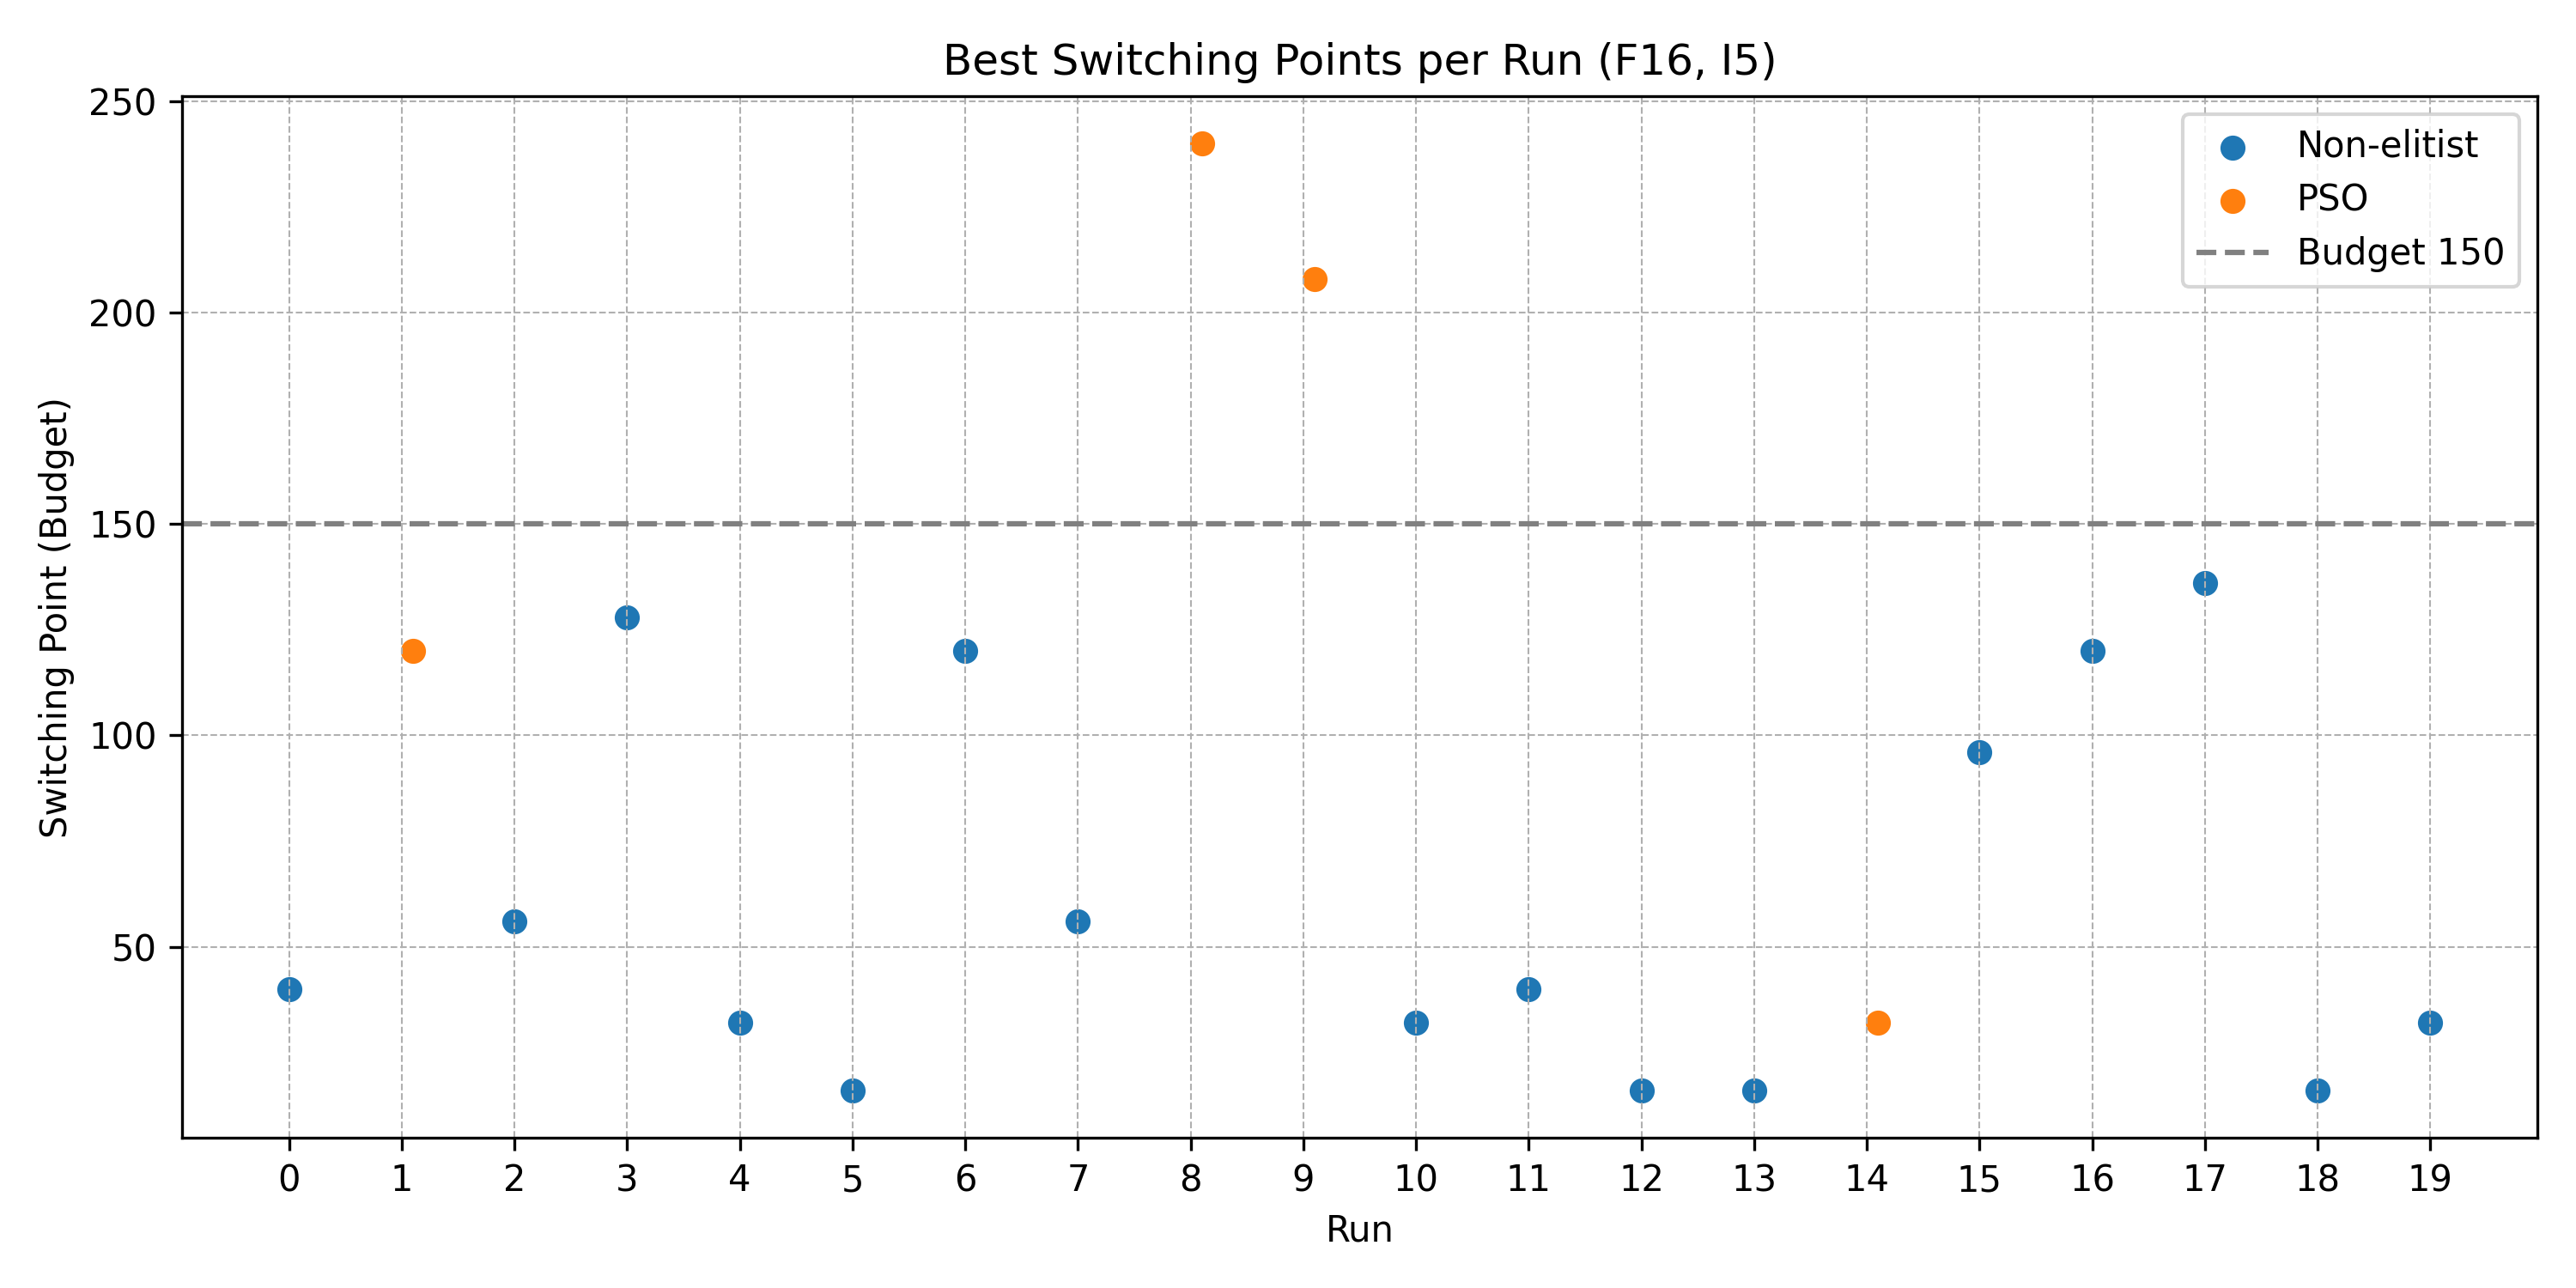 Best Switching Points per Run (F16, I5)
Non-elitist
PSO
Budget 150
Switching Point (Budget)
250
200
150
100
50
0 1 2 3 4 5 6 7 8 9 10 11 12 13 14 15 16 17 18 19
Run